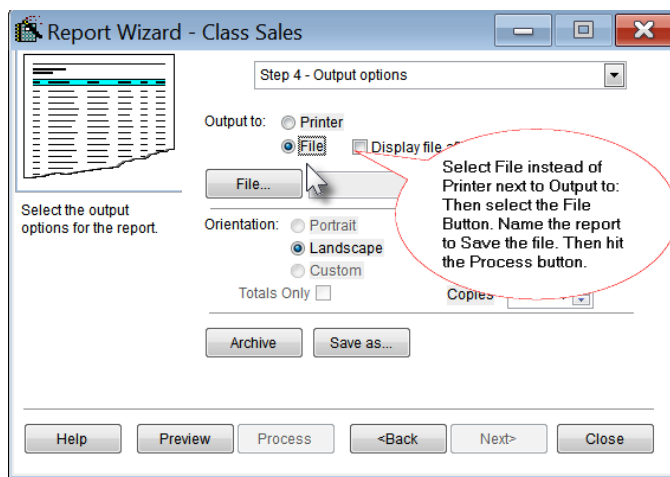 Report Wizard - Class Sales
Step 4 - Output options
Output to:
Printer
File
Display file
Select File instead of
Printer next to Output to:
Then select the File
Button. Name the report
to Save the file. Then hit
the Process button.
File...
Select the output
options for the report.
Orientation:
Portrait
Landscape
Custom
Totals Only
Copies
Archive
Save as...
Help
Preview
Process
<Back
Next>
Close